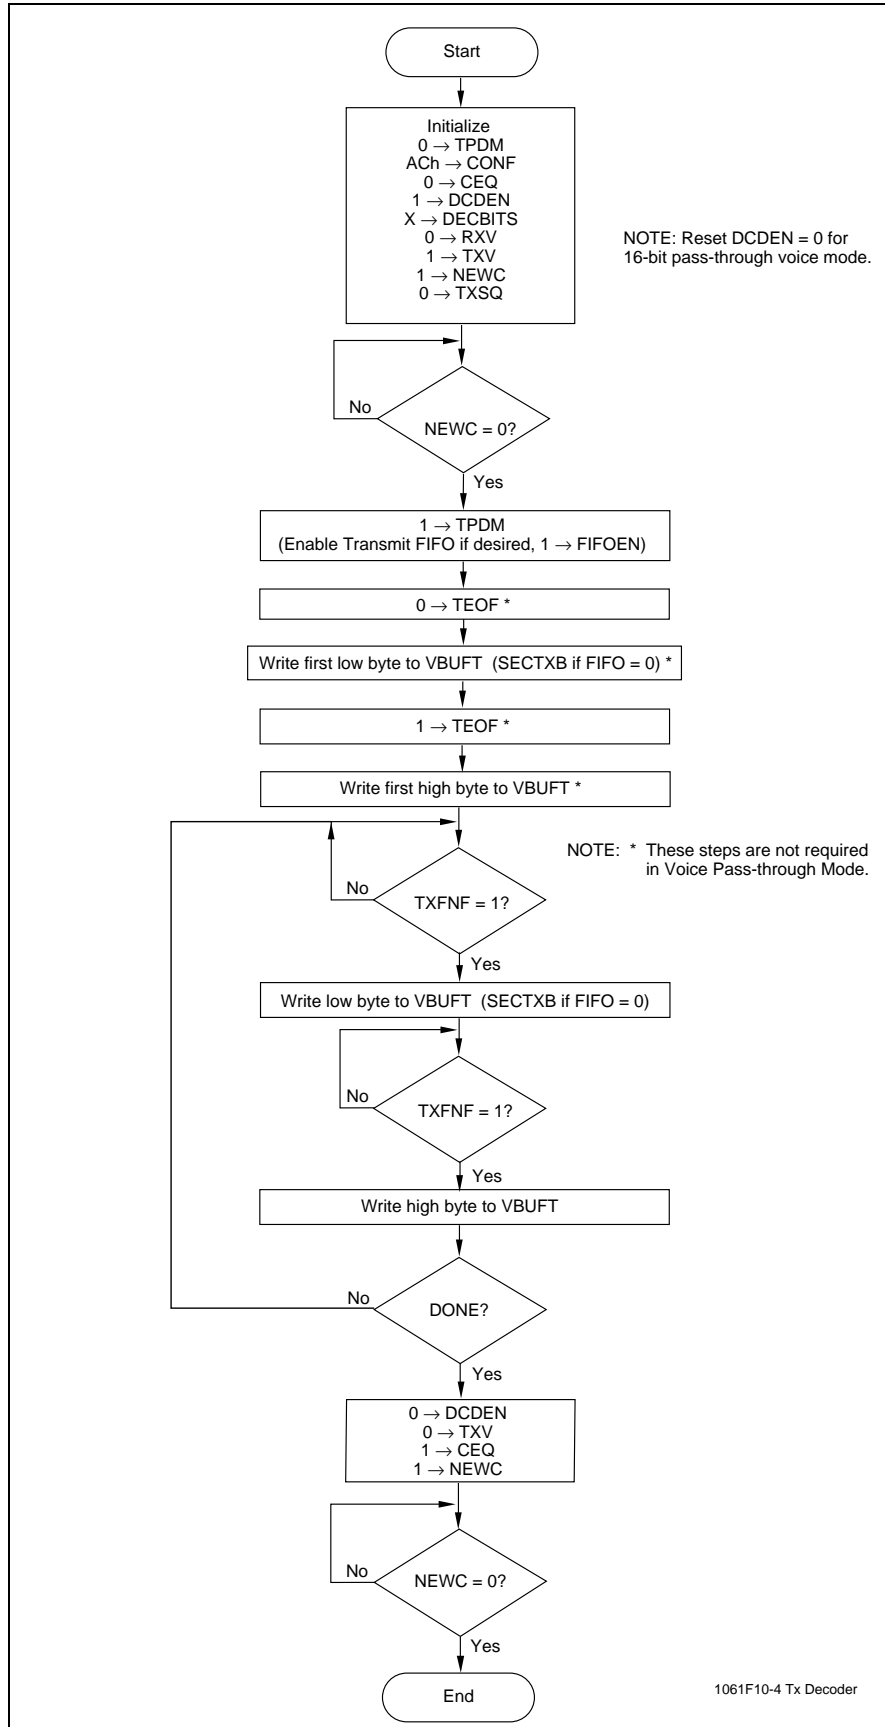 Start
Initialize
0 → TPDM
ACh → CONF
0 → CEQ
1 → DCDEN
X → DECBITS
0 → RXV
1 → TXV
1 → NEWC
0 → TXSQ
NOTE: Reset DCDEN = 0 for
16-bit pass-through voice mode.
No
NEWC = 0?
Yes
1 → TPDM
(Enable Transmit FIFO if desired, 1 → FIFOEN)
0 → TEOF *
Write first low byte to VBUFT (SECTXB if FIFO = 0) *
1 → TEOF *
Write first high byte to VBUFT *
NOTE: * These steps are not required
in Voice Pass-through Mode.
No
TXFNF = 1?
Yes
Write low byte to VBUFT (SECTXB if FIFO = 0)
No
TXFNF = 1?
Yes
Write high byte to VBUFT
No
DONE?
Yes
0 → DCDEN
0 → TXV
1 → CEQ
1 → NEWC
No
NEWC = 0?
Yes
End
1061F10-4 Tx Decoder